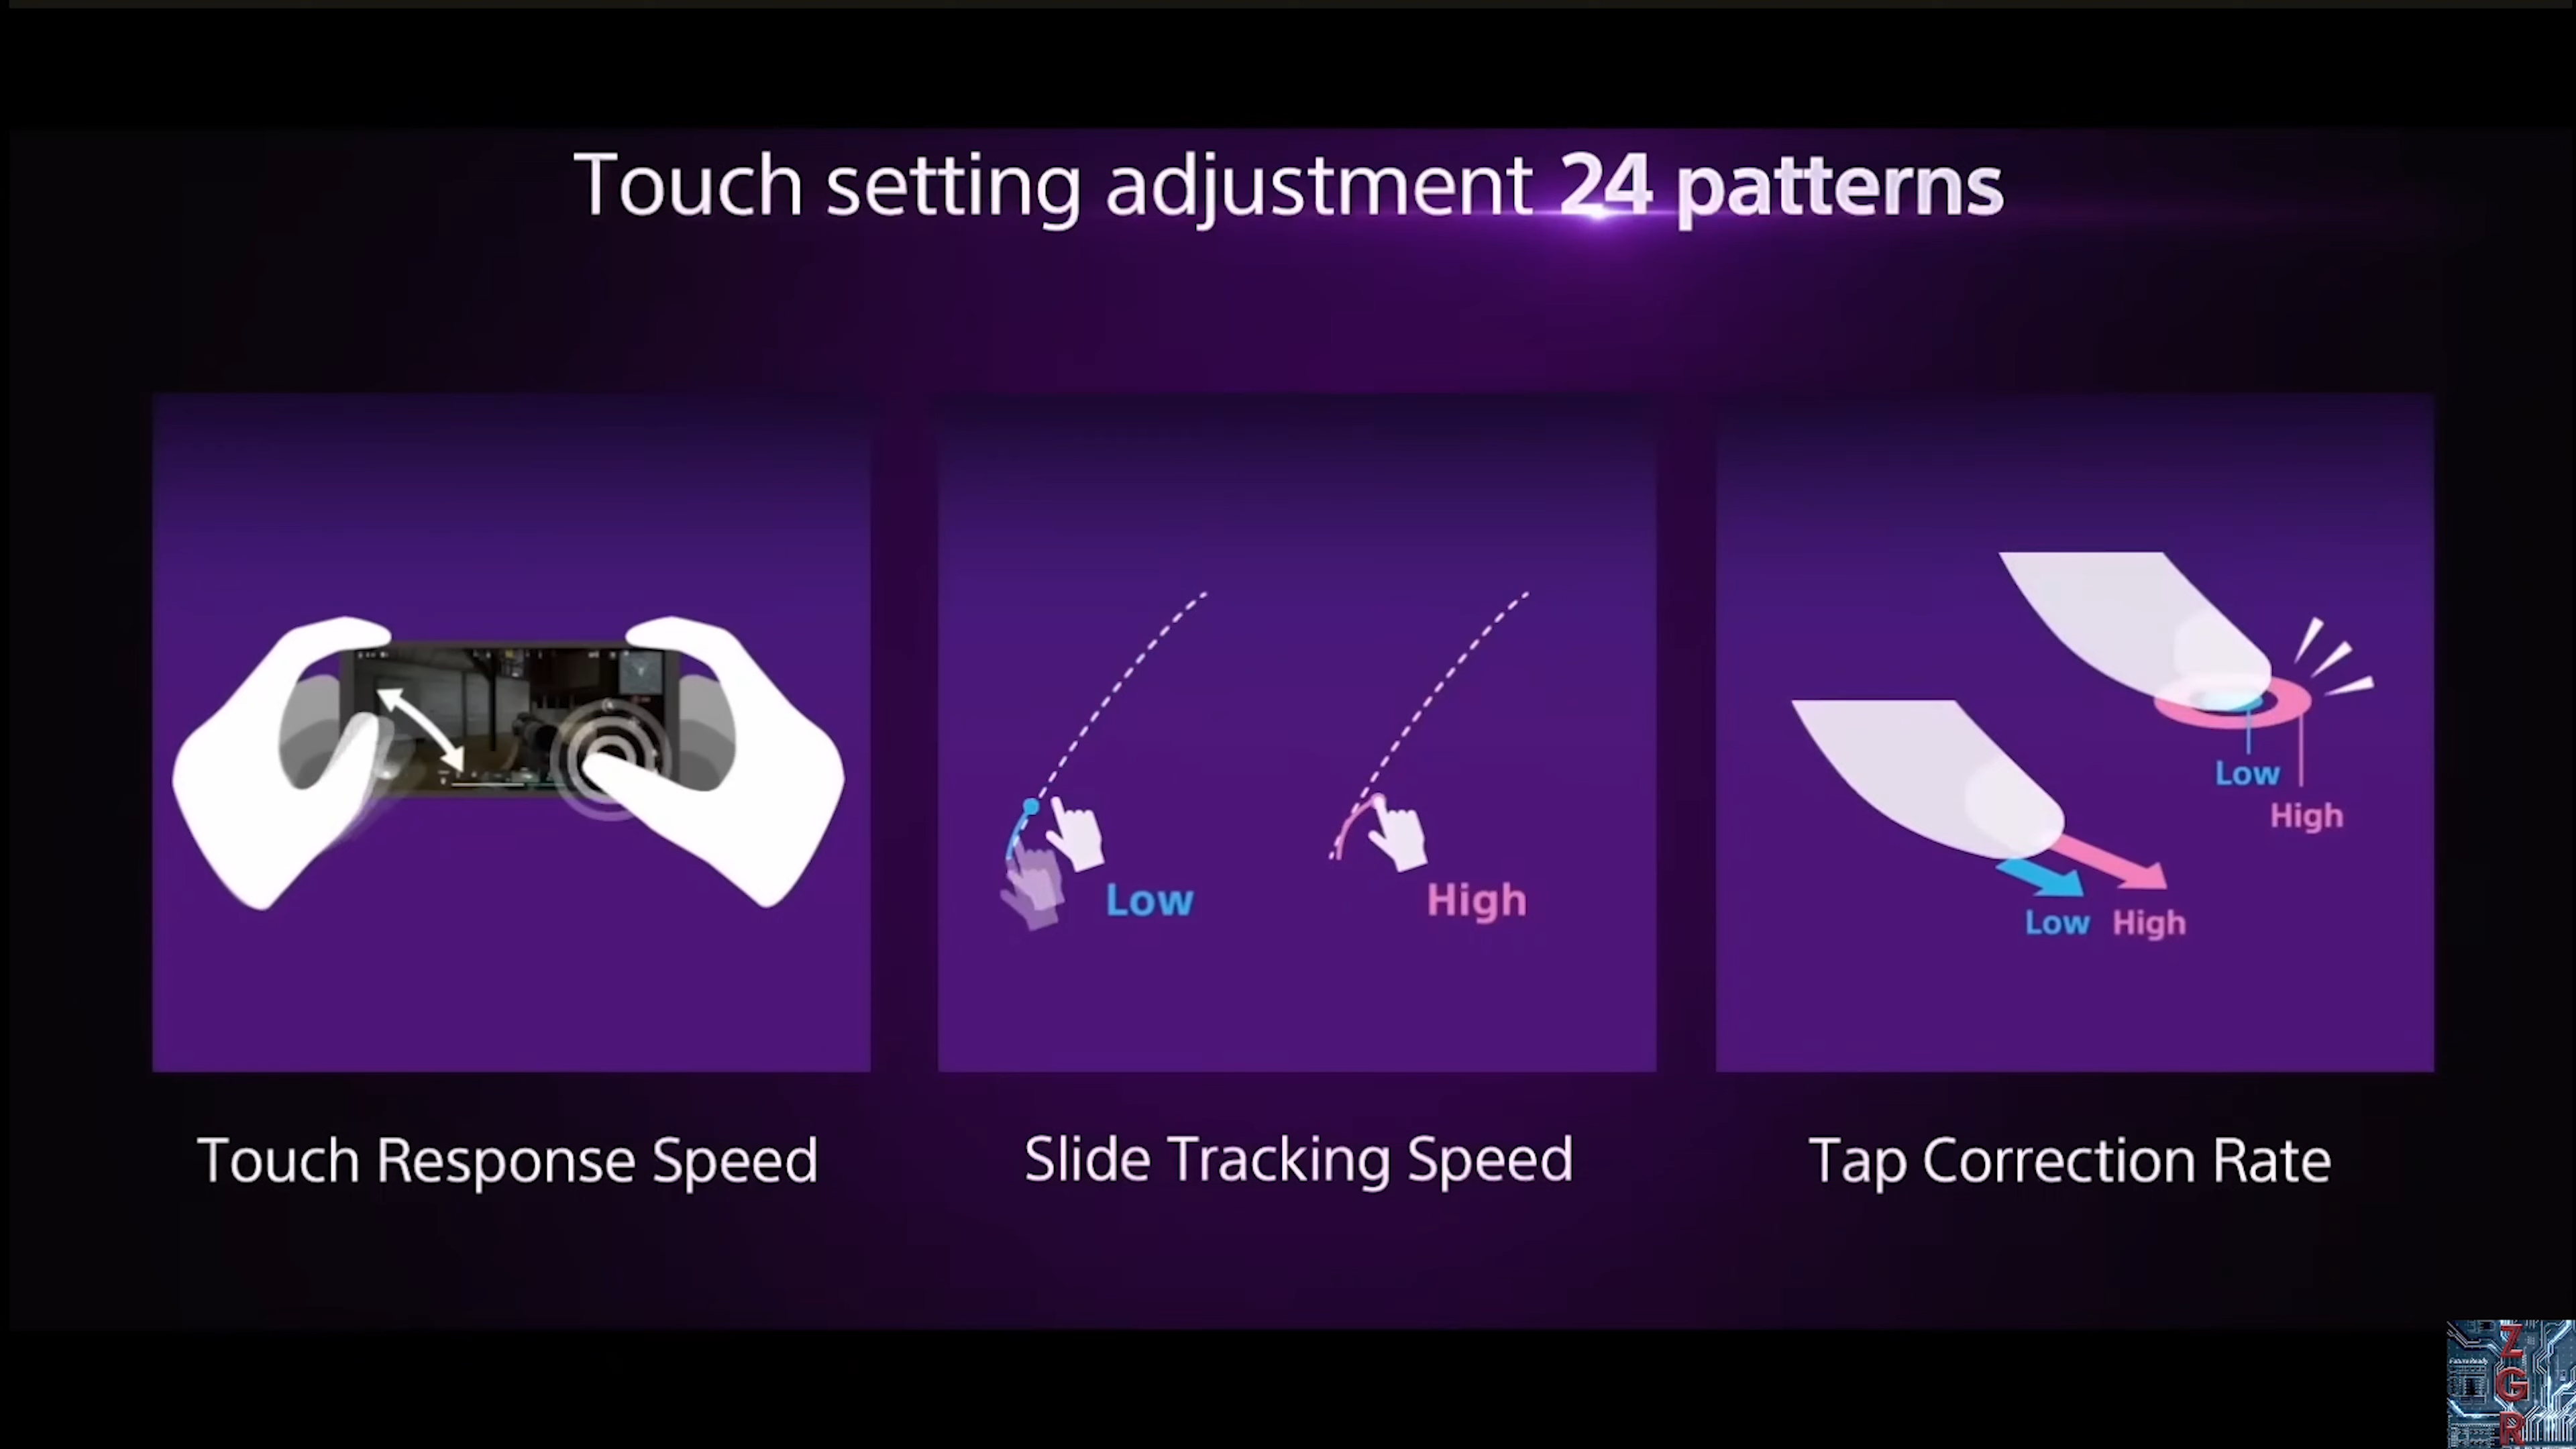 Touch setting adjustment 24 patterns
Low
High
Low
High
Low High
Touch Response Speed
Slide Tracking Speed
Tap Correction Rate
Z
G
R